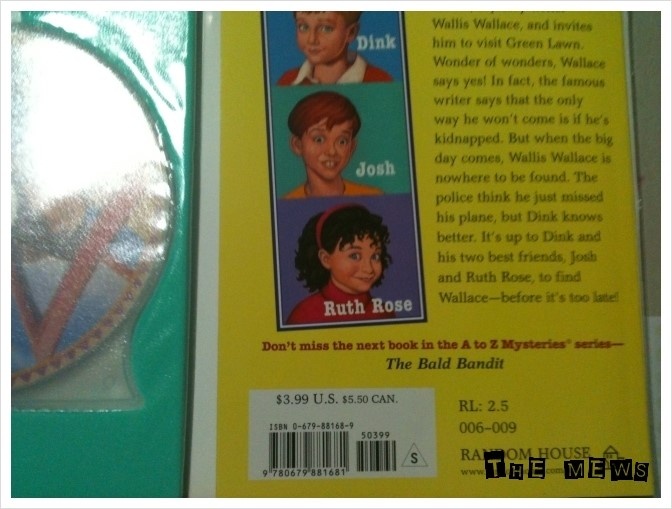 Wallis Wallace, and invites
him to visit Green Lawn.
Wonder of wonders, Wallace
says yes! In fact, the famous
writer says that the only
way he won't come is if he's
kidnapped. But when the big
day comes, Wallis Wallace is
nowhere to be found. The
police think he just missed
his plane, but Dink knows
better. It's up to Dink and
his two best friends, Josh
and Ruth Rose, to find
Wallace—before it's too late!
Dink
Josh
Ruth Rose
Don't miss the next book in the A to Z Mysteries® series—
The Bald Bandit
$3.99 U.S. $5.50 CAN.
ISBN 0-679-88168-9
50399
9 780679 881681
S
RL: 2.5
006-009
RANDOM HOUSE
THE MEWS